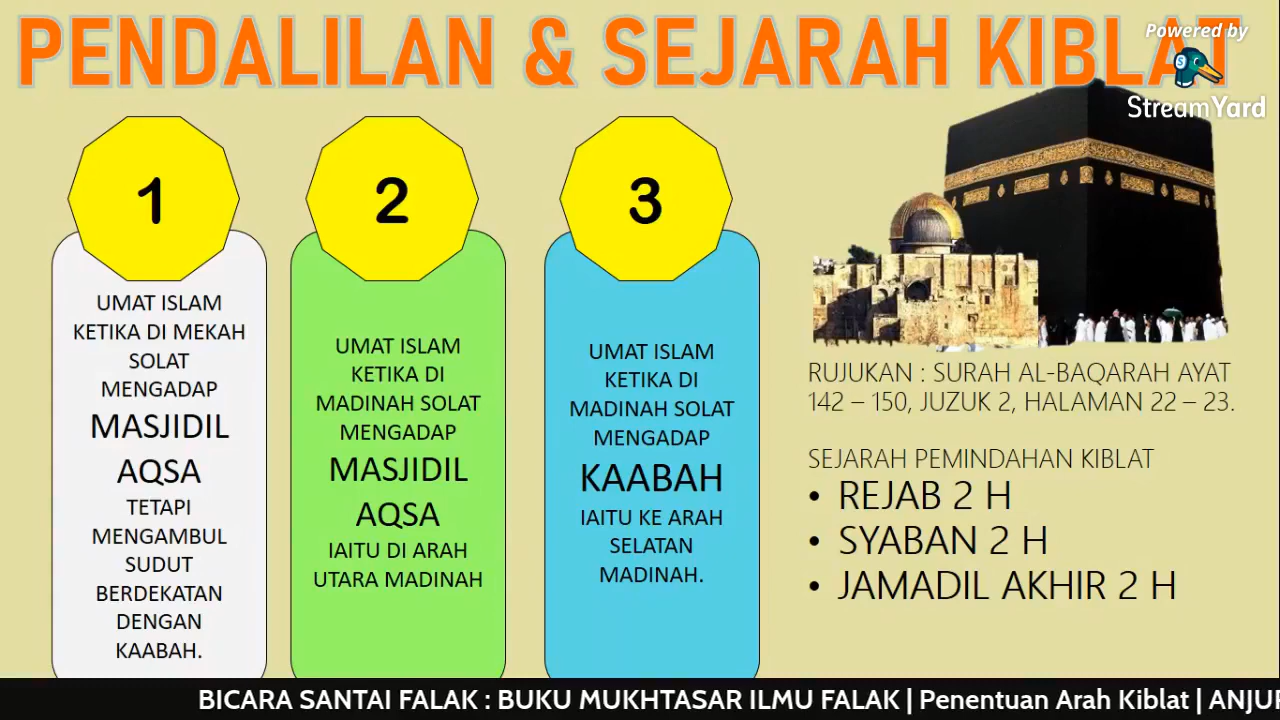 PENDALILAN & SEJARAH KIBLAT
Powered by
StreamYard
1
UMAT ISLAM
KETIKA DI MEKAH
SOLAT
MENGADAP
MASJIDIL
AQSA
TETAPI
MENGAMBUL
SUDUT
BERDEKATAN
DENGAN
KAABAH.
2
UMAT ISLAM
KETIKA DI
MADINAH SOLAT
MENGADAP
MASJIDIL
AQSA
IAITU DI ARAH
UTARA MADINAH
3
UMAT ISLAM
KETIKA DI
MADINAH SOLAT
MENGADAP
KAABAH
IAITU KE ARAH
SELATAN
MADINAH.
RUJUKAN : SURAH AL-BAQARAH AYAT
142 – 150, JUZUK 2, HALAMAN 22 – 23.
SEJARAH PEMINDAHAN KIBLAT
• REJAB 2 H
• SYABAN 2 H
• JAMADIL AKHIR 2 H
BICARA SANTAI FALAK : BUKU MUKHTASAR ILMU FALAK | Penentuan Arah Kiblat |